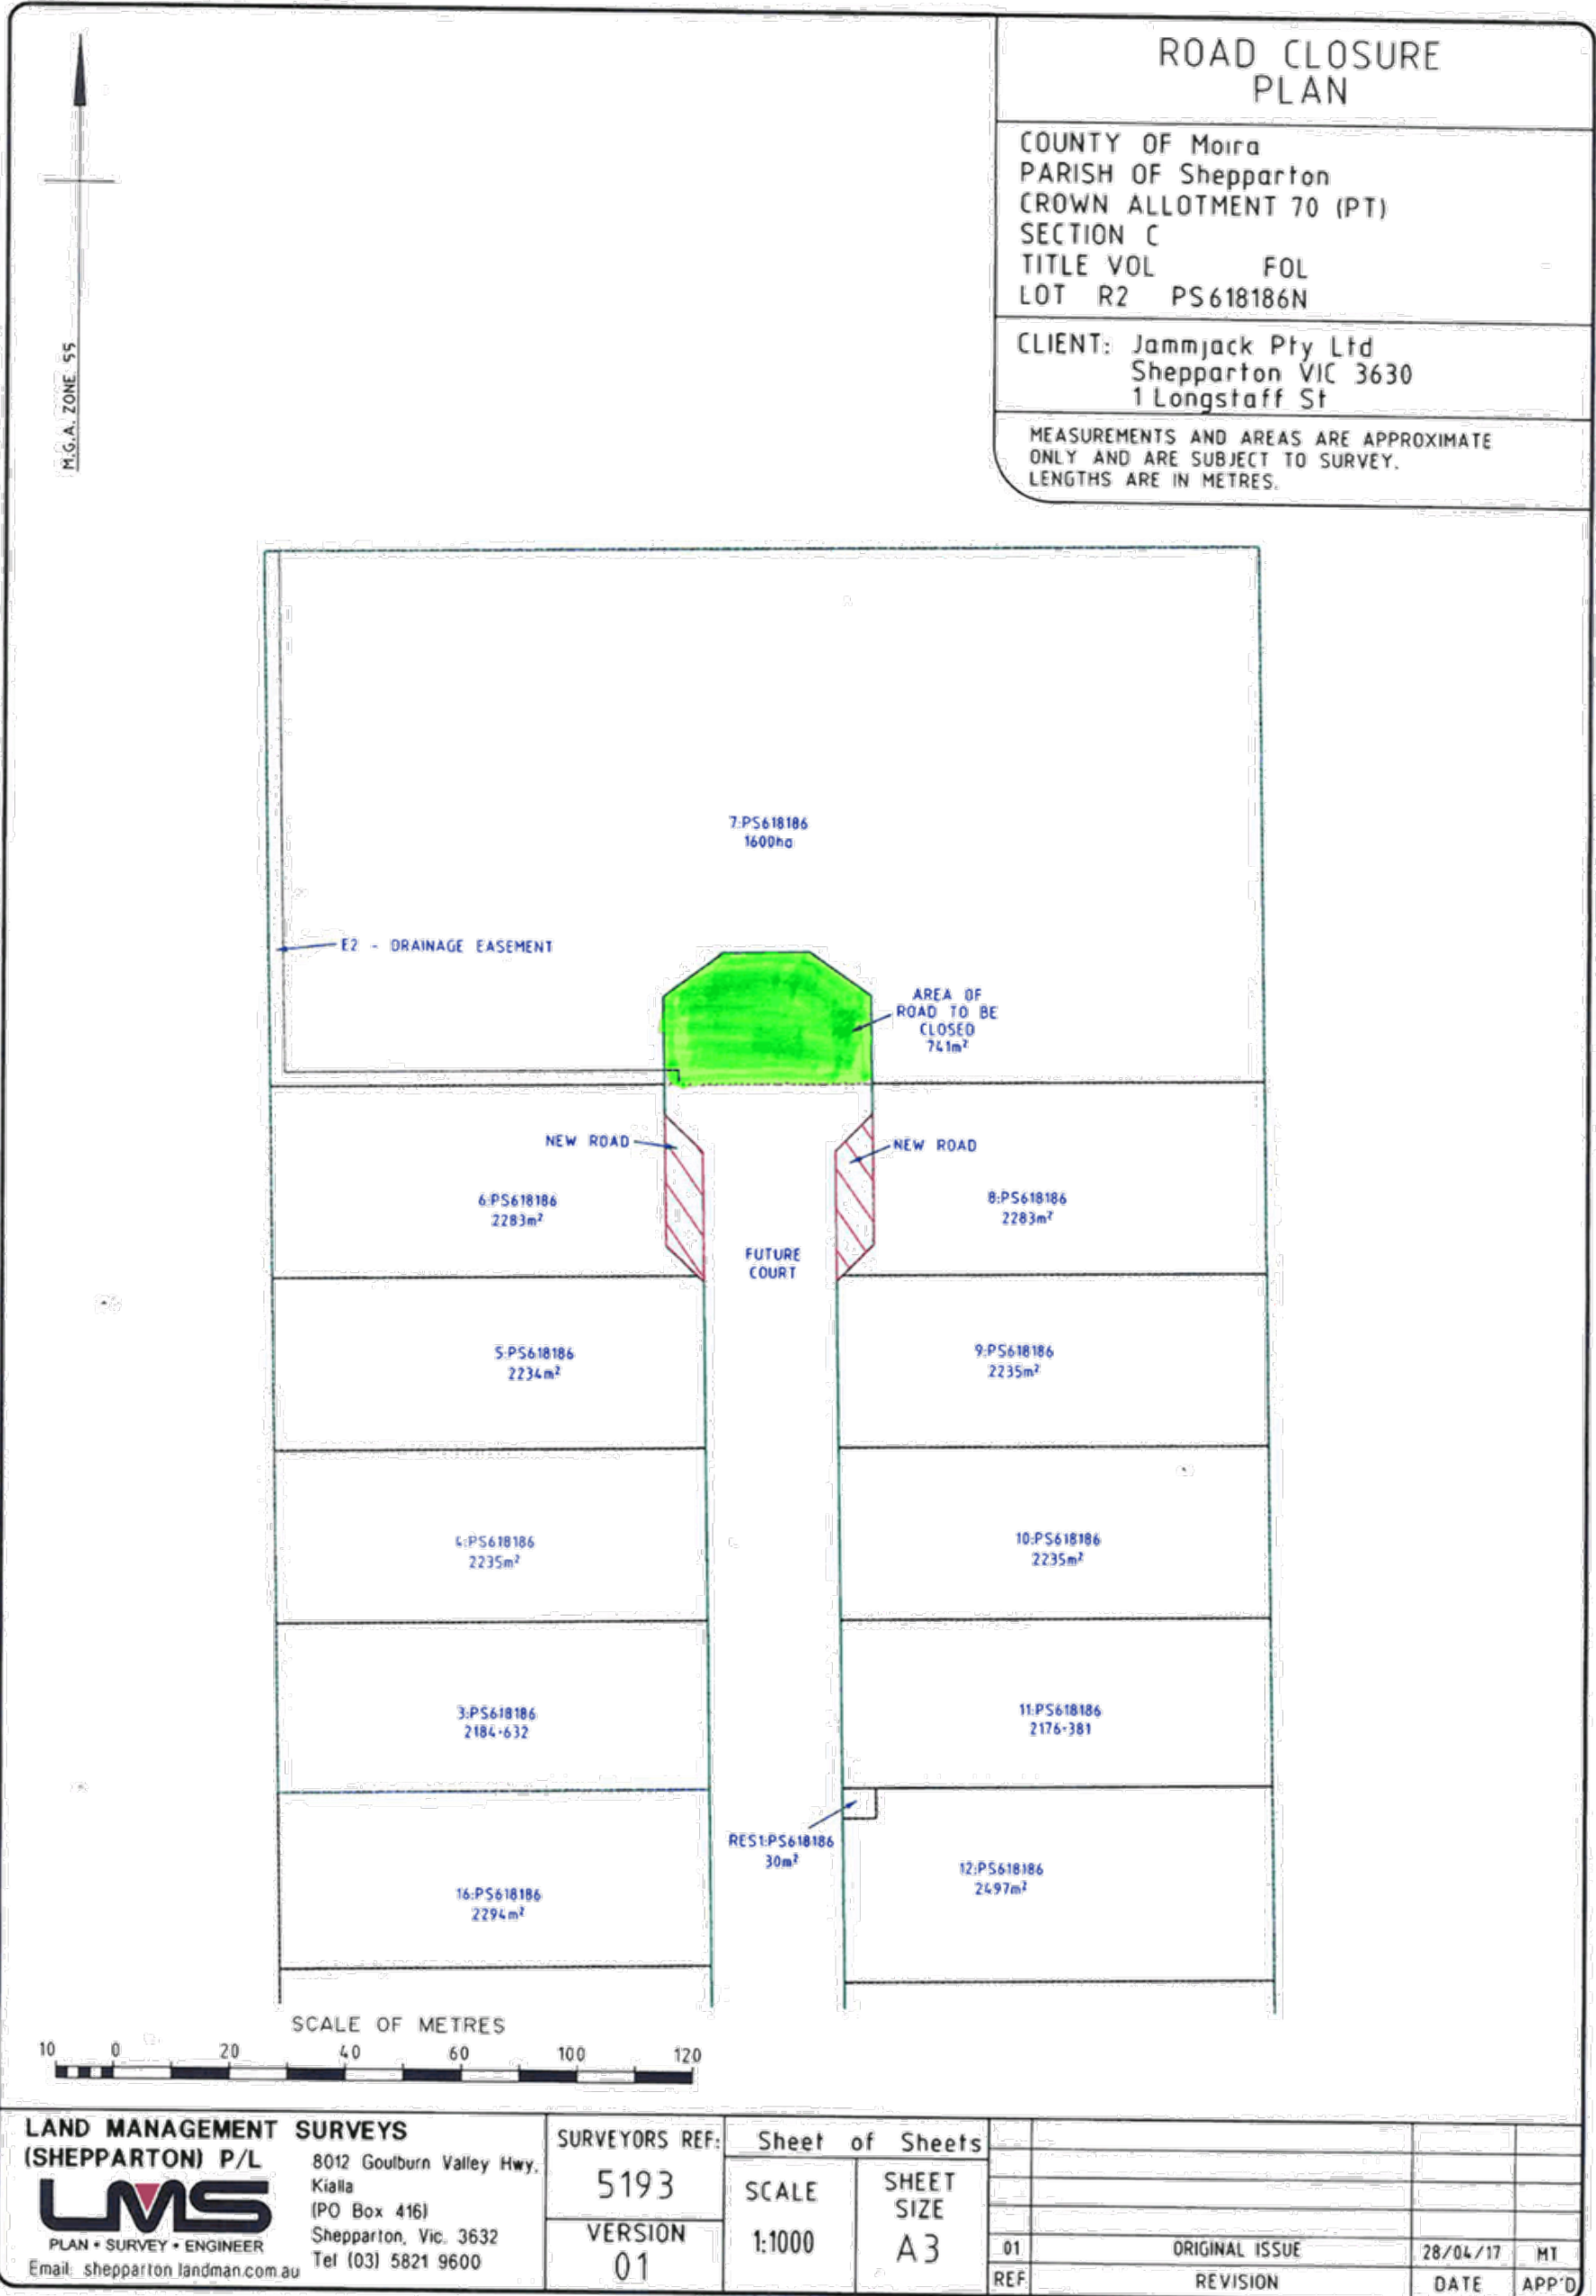 ROAD CLOSURE
PLAN
COUNTY OF Moira
PARISH OF Shepparton
CROWN ALLOTMENT 70 (PT)
SECTION C
TITLE VOL FOL
LOT R2 PS618186N
CLIENT: Jammjack Pty Ltd
Shepparton VIC 3630
1 Longstaff St
MEASUREMENTS AND AREAS ARE APPROXIMATE
ONLY AND ARE SUBJECT TO SURVEY.
LENGTHS ARE IN METRES.
M.G.A. ZONE 55
7:PS618186
1600ha
E2 - DRAINAGE EASEMENT
AREA OF
ROAD TO BE
CLOSED
741m²
NEW ROAD
NEW ROAD
6:PS618186
2283m²
8:PS618186
2283m²
FUTURE
COURT
5:PS618186
2234m²
9:PS618186
2235m²
4:PS618186
2235m²
10:PS618186
2235m²
3:PS618186
2184·632
11:PS618186
2176·381
RES1:PS618186
30m²
12:PS618186
2497m²
16:PS618186
2294m²
SCALE OF METRES
10 0 20 40 60 100 120
LAND MANAGEMENT SURVEYS
(SHEPPARTON) P/L
8012 Goulburn Valley Hwy,
Kialla
(PO Box 416)
Shepparton, Vic. 3632
Tel (03) 5821 9600
LMS
PLAN • SURVEY • ENGINEER
Email: shepparton landman.com.au
SURVEYORS REF:
5193
VERSION
01
Sheet of Sheets
SCALE
1:1000
SHEET
SIZE
A3
01 ORIGINAL ISSUE 28/04/17 MT
REF REVISION DATE APP'D